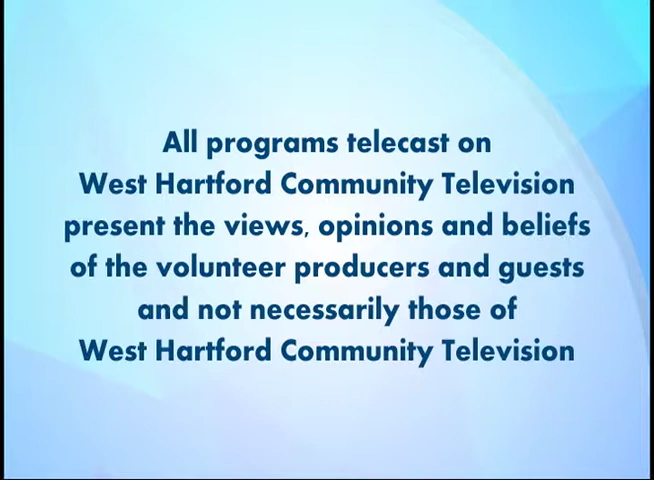 All programs telecast on
West Hartford Community Television
present the views, opinions and beliefs
of the volunteer producers and guests
and not necessarily those of
West Hartford Community Television